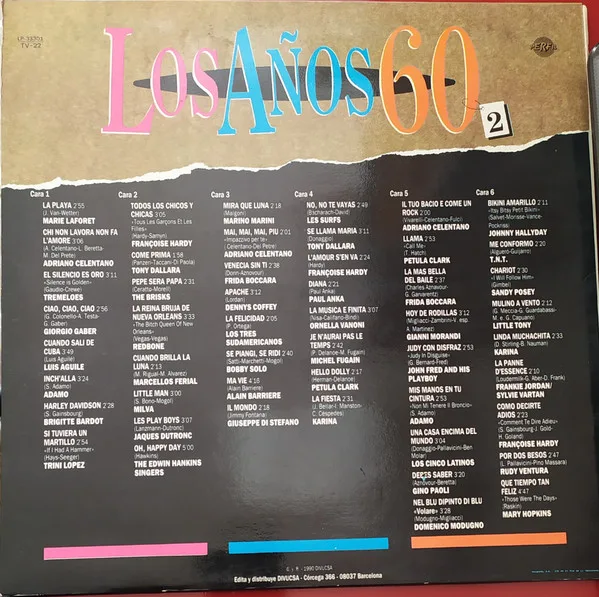 LP-33301
TV-22
LOS AÑOS 60
2
PERFIL
Cara 1
LA PLAYA 2'55
(J. Van-Wetter)
MARIE LAFORET
CHI NON LAVORA NON FA
L'AMORE 3'06
(A. Celentano-L. Beretta-
M. Del Prete)
ADRIANO CELENTANO
EL SILENCIO ES ORO 3'11
«Silence is Golden»
(Gaudio-Crewe)
TREMELOES
CIAO, CIAO, CIAO 2'56
(G. Colonello-A. Testa-
G. Gaber)
GIORGIO GABER
CUANDO SALI DE
CUBA 3'49
(Luis Aguile)
LUIS AGUILE
INCH'ALLA 3'24
(S. Adamo)
ADAMO
HARLEY DAVIDSON 2'28
(S. Gainsbourg)
BRIGITTE BARDOT
SI TUVIERA UN
MARTILLO 2'54
«If I Had A Hammer»
(Hays-Seeger)
TRINI LOPEZ
Cara 2
TODOS LOS CHICOS Y
CHICAS 3'05
«Tous Les Garçons Et Les
Filles»
(Hardy-Samyn)
FRANÇOISE HARDY
COME PRIMA 1'58
(Panzeri-Taccani-Di Paola)
TONY DALLARA
PEPE SERA PAPA 2'31
(Ceratta-Morell)
THE BRISKS
LA REINA BRUJA DE
NUEVA ORLEANS 3'33
«The Bitch Queen Of New
Orleans»
(Vegas-Vegas)
REDBONE
CUANDO BRILLA LA
LUNA 2'13
(M. Rigual-M. Alvarez)
MARCELLOS FERIAL
LITTLE MAN 3'00
(S. Bono-Mogol)
MILVA
LES PLAY BOYS 3'07
(Lanzmann-Dutronc)
JAQUES DUTRONC
OH, HAPPY DAY 5'00
(Hawkins)
THE EDWIN HANKINS
SINGERS
Cara 3
MIRA QUE LUNA 2'18
(Malgoni)
MARINO MARINI
MAI, MAI, MAI, PIU 2'01
«Impazzivo per te»
(Celentano-Del Prete)
ADRIANO CELENTANO
VENECIA SIN TI 2'38
(Dorin-Aznavour)
FRIDA BOCCARA
APACHE 3'12
(Lordan)
DENNYS COFFEY
LA FELICIDAD 2'05
(P. Ortega)
LOS TRES
SUDAMERICANOS
SE PIANGI, SE RIDI 2'40
(Satti-Marchetti-Mogol)
BOBBY SOLO
MA VIE 4'16
(Alain Barriere)
ALAIN BARRIERE
IL MONDO 2'18
(Jimmy Fontana)
GIUSEPPE DI STEFANO
Cara 4
NO, NO TE VAYAS 2'49
(Bacharach-David)
LES SURFS
SE LLAMA MARIA 3'11
(Donaggio)
TONY DALLARA
L'AMOUR S'EN VA 2'24
(Hardy)
FRANÇOISE HARDY
DIANA 2'21
(Paul Anka)
PAUL ANKA
LA MUSICA E FINITA 3'07
(Nisa-Califano-Bindi)
ORNELLA VANONI
JE N'AURAI PAS LE
TEMPS 2'42
(P. Delanoe-M. Fugain)
MICHEL FUGAIN
HELLO DOLLY 2'17
(Herman-Delanoe)
PETULA CLARK
LA FIESTA 2'31
(J. Bellar-f. Manston-
C. Céspedes)
KARINA
Cara 5
IL TUO BACIO E COME UN
ROCK 2'00
(Vivarelli-Celentano-Fulci)
ADRIANO CELENTANO
LLAMA 2'53
«Call Me»
(T. Hatch)
PETULA CLARK
LA MAS BELLA
DEL BAILE 2'37
(Charles Aznavour-
G. Garvarentz)
FRIDA BOCCARA
HOY DE RODILLAS 3'12
(Migliacci-Zambrini-V. esp.
A. Martinez)
GIANNI MORANDI
JUDY CON DISFRAZ 2'53
«Judy In Disguise»
(G. Bernard-Fred)
JOHN FRED AND HIS
PLAYBOY
MIS MANOS EN TU
CINTURA 2'53
«Non Mi Tenere Il Broncio»
(S. Adamo)
ADAMO
UNA CASA ENCIMA DEL
MUNDO 3'04
(Donaggio-Pallavicini-Ben
Molar)
LOS CINCO LATINOS
DEBIS SABER 3'20
(Aznavour-Beretta)
GINO PAOLI
NEL BLU DIPINTO DI BLU
«Volare» 3'28
(Modugno-Migliacci)
DOMENICO MODUGNO
Cara 6
BIKINI AMARILLO 2'11
«Itsy Bitsy Petit Bikini»
(Salvet-Morisse-Vance-
Pockriss)
JOHNNY HALLYDAY
ME CONFORMO 2'20
(Algueró-Guijarro)
T.N.T.
CHARIOT 2'30
«I Will Follow Him»
(Gimbel)
SANDY POSEY
MULINO A VENTO 2'12
(G. Meccia-G. Guardabassi-
M. e G. Capuano)
LITTLE TONY
LINDA MUCHACHITA 2'33
(D. Stirling-B. Nauman)
KARINA
LA PANNE
D'ESSENCE 2'10
(Loudermilk-G. Aber-D. Frank)
FRANKIE JORDAN/
SYLVIE VARTAN
COMO DECIRTE
ADIOS 2'23
«Comment Te Dire Adieu»
(S. Gainsbourg-J. Gold-
H. Goland)
FRANÇOISE HARDY
POR DOS BESOS 2'00
(L. Pallavicini-Pino Massara)
RUDY VENTURA
QUE TIEMPO TAN
FELIZ 4'47
«Those Were The Days»
(Raskin)
MARY HOPKINS
1990 DIVUCSA
Edita y distribuye DIVUCSA - Córcega 366 - 08037 Barcelona